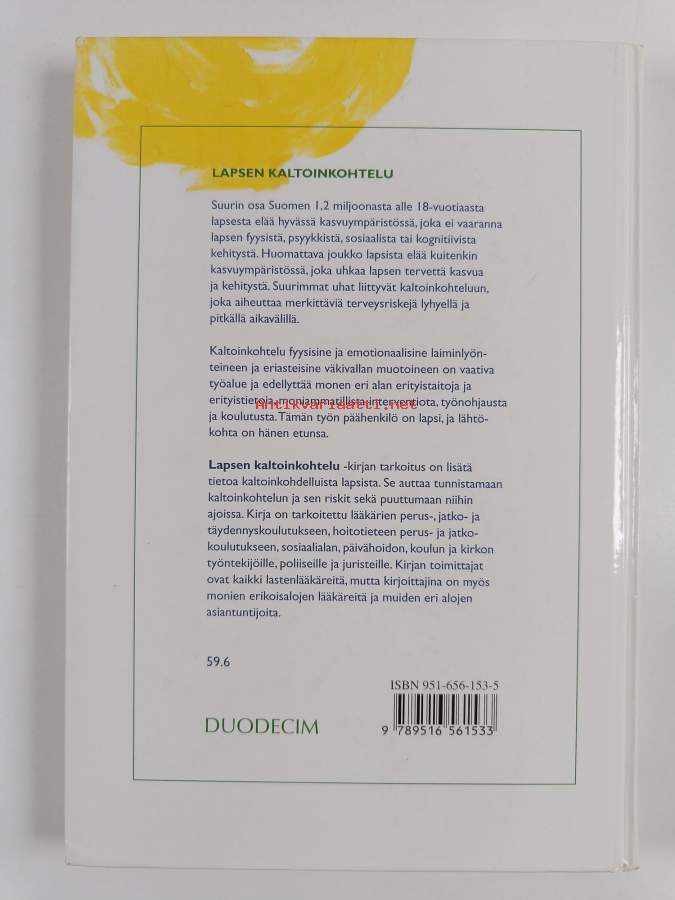 LAPSEN KALTOINKOHTELU
Suurin osa Suomen 1,2 miljoonasta alle 18-vuotiaasta
lapsesta elää hyvässä kasvuympäristössä, joka ei vaaranna
lapsen fyysistä, psyykkistä, sosiaalista tai kognitiivista
kehitystä. Huomattava joukko lapsista elää kuitenkin
kasvuympäristössä, joka uhkaa lapsen tervettä kasvua
ja kehitystä. Suurimmat uhat liittyvät kaltoinkohteluun,
joka aiheuttaa merkittäviä terveysriskejä lyhyellä ja
pitkällä aikavälillä.
Kaltoinkohtelu fyysisine ja emotionaalisine laiminlyön-
teineen ja eriasteisine väkivallan muotoineen on vaativa
työalue ja edellyttää monen eri alan erityistaitoja ja
erityistietoja, moniammatillista interventiota, työnohjausta
Antikvariaatti.net
ja koulutusta. Tämän työn päähenkilö on lapsi, ja lähtö-
kohta on hänen etunsa.
Lapsen kaltoinkohtelu -kirjan tarkoitus on lisätä
tietoa kaltoinkohdelluista lapsista. Se auttaa tunnistamaan
kaltoinkohtelun ja sen riskit sekä puuttumaan niihin
ajoissa. Kirja on tarkoitettu lääkärien perus-, jatko- ja
täydennyskoulutukseen, hoitotieteen perus- ja jatko-
koulutukseen, sosiaalialan, päivähoidon, koulun ja kirkon
työntekijöille, poliiseille ja juristeille. Kirjan toimittajat
ovat kaikki lastenlääkäreitä, mutta kirjoittajina on myös
monien erikoisalojen lääkäreitä ja muiden eri alojen
asiantuntijoita.
59.6
ISBN 951-656-153-5
DUODECIM
9 789516 561533